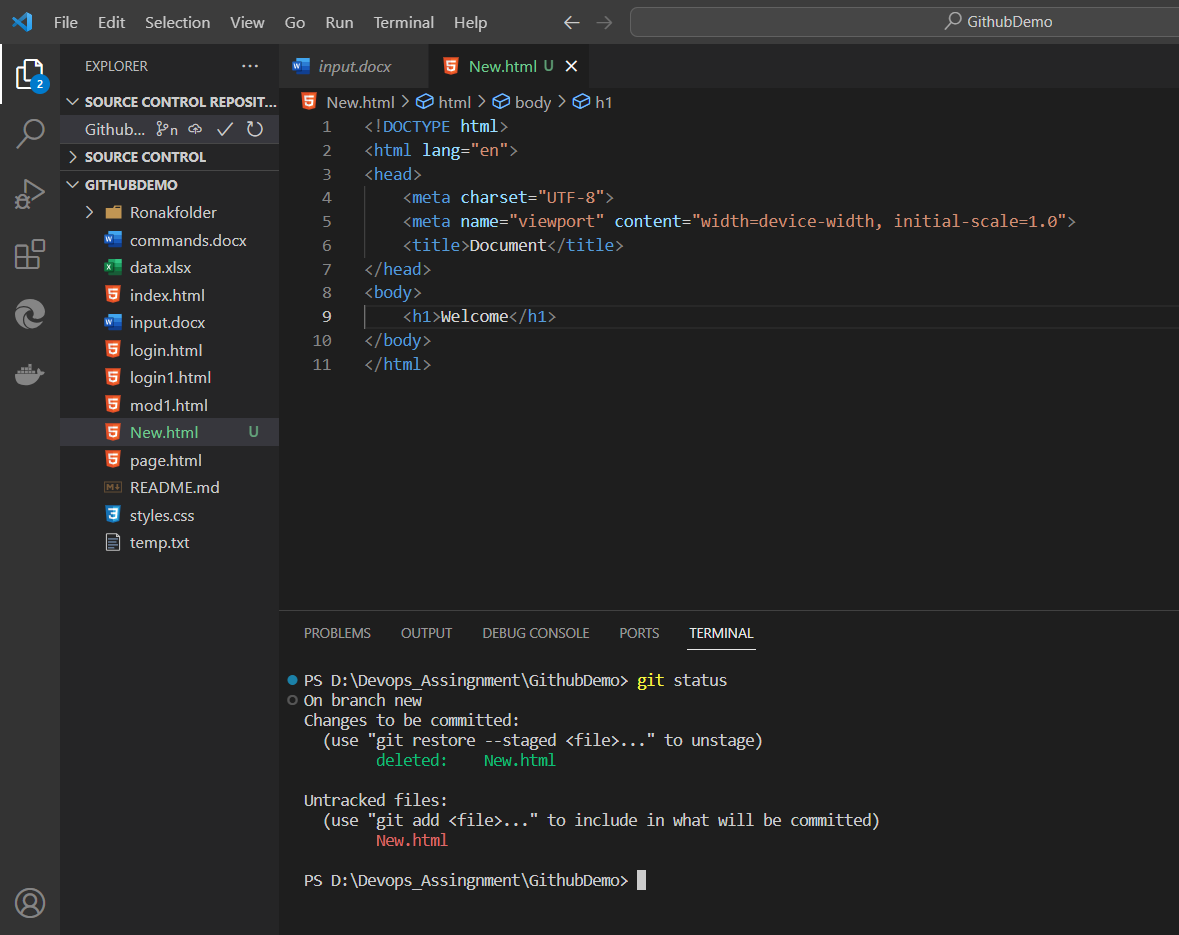 File Edit Selection View Go Run Terminal Help GithubDemo
2
EXPLORER ...
SOURCE CONTROL REPOSIT...
Github... n
SOURCE CONTROL
GITHUBDEMO
Ronakfolder
commands.docx
data.xlsx
index.html
input.docx
login.html
login1.html
mod1.html
New.html U
page.html
README.md
styles.css
temp.txt
input.docx New.html U
New.html > html > body > h1
1 <!DOCTYPE html>
2 <html lang="en">
3 <head>
4 <meta charset="UTF-8">
5 <meta name="viewport" content="width=device-width, initial-scale=1.0">
6 <title>Document</title>
7 </head>
8 <body>
9 <h1>Welcome</h1>
10 </body>
11 </html>
PROBLEMS OUTPUT DEBUG CONSOLE PORTS TERMINAL
PS D:\Devops_Assingnment\GithubDemo> git status
On branch new
Changes to be committed:
(use "git restore --staged <file>..." to unstage)
deleted: New.html
Untracked files:
(use "git add <file>..." to include in what will be committed)
New.html
PS D:\Devops_Assingnment\GithubDemo>